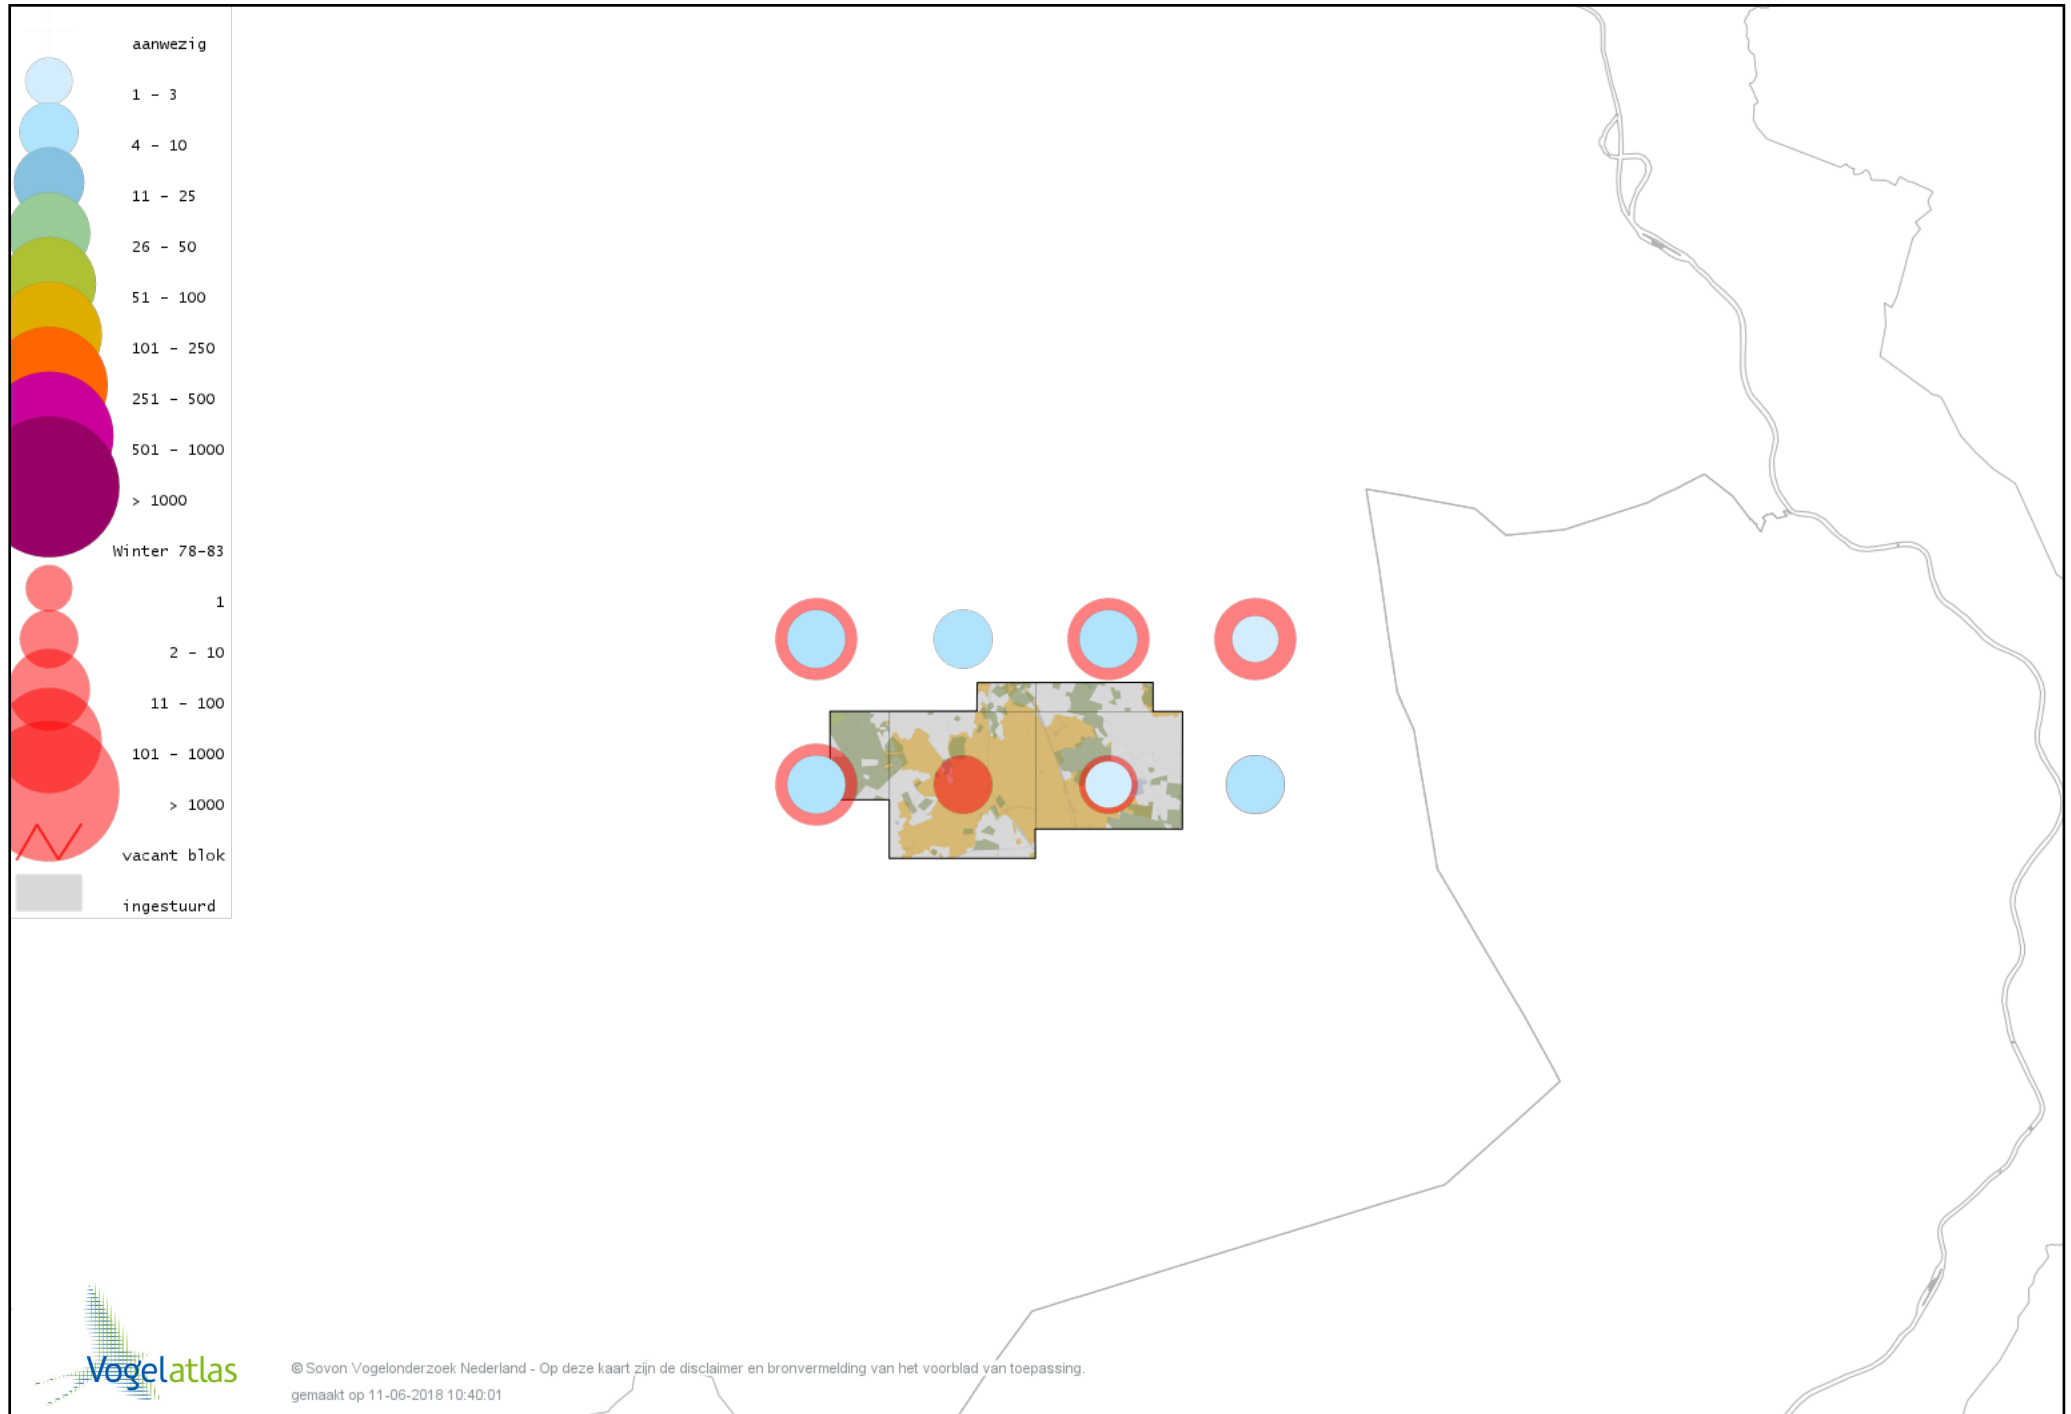 aanwezig
1 - 3
4 - 10
11 - 25
26 - 50
51 - 100
101 - 250
251 - 500
501 - 1000
> 1000
Winter 78-83
1
2 - 10
11 - 100
101 - 1000
> 1000
vacant blok
ingestuurd
Vogelatlas
© Sovon Vogelonderzoek Nederland - Op deze kaart zijn de disclaimer en bronvermelding van het voorblad van toepassing.
gemaakt op 11-06-2018 10:40:01